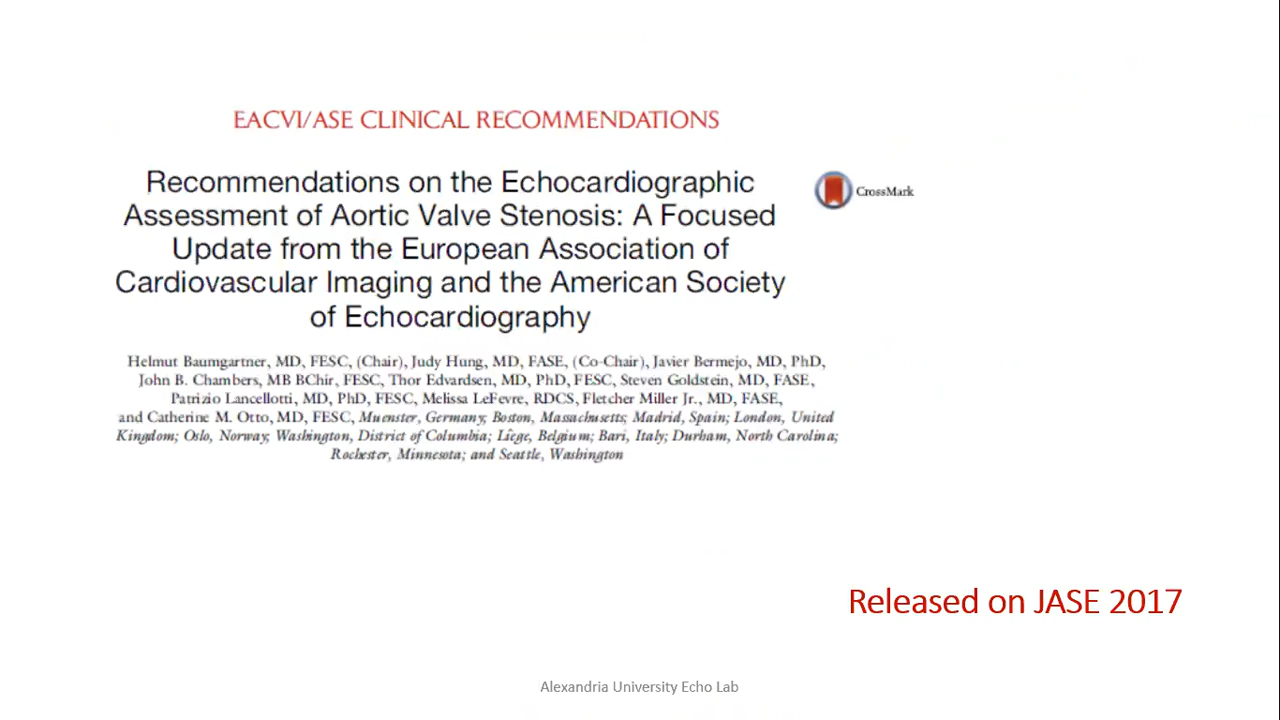 EACVI/ASE CLINICAL RECOMMENDATIONS
Recommendations on the Echocardiographic
Assessment of Aortic Valve Stenosis: A Focused
Update from the European Association of
Cardiovascular Imaging and the American Society
of Echocardiography
CrossMark
Helmut Baumgartner, MD, FESC, (Chair), Judy Hung, MD, FASE, (Co-Chair), Javier Bermejo, MD, PhD,
John B. Chambers, MB BChir, FESC, Thor Edvardsen, MD, PhD, FESC, Steven Goldstein, MD, FASE,
Patrizio Lancellotti, MD, PhD, FESC, Melissa LeFevre, RDCS, Fletcher Miller Jr., MD, FASE,
and Catherine M. Otto, MD, FESC, Muenster, Germany; Boston, Massachusetts; Madrid, Spain; London, United
Kingdom; Oslo, Norway; Washington, District of Columbia; Liège, Belgium; Bari, Italy; Durham, North Carolina;
Rochester, Minnesota; and Seattle, Washington
Released on JASE 2017
Alexandria University Echo Lab